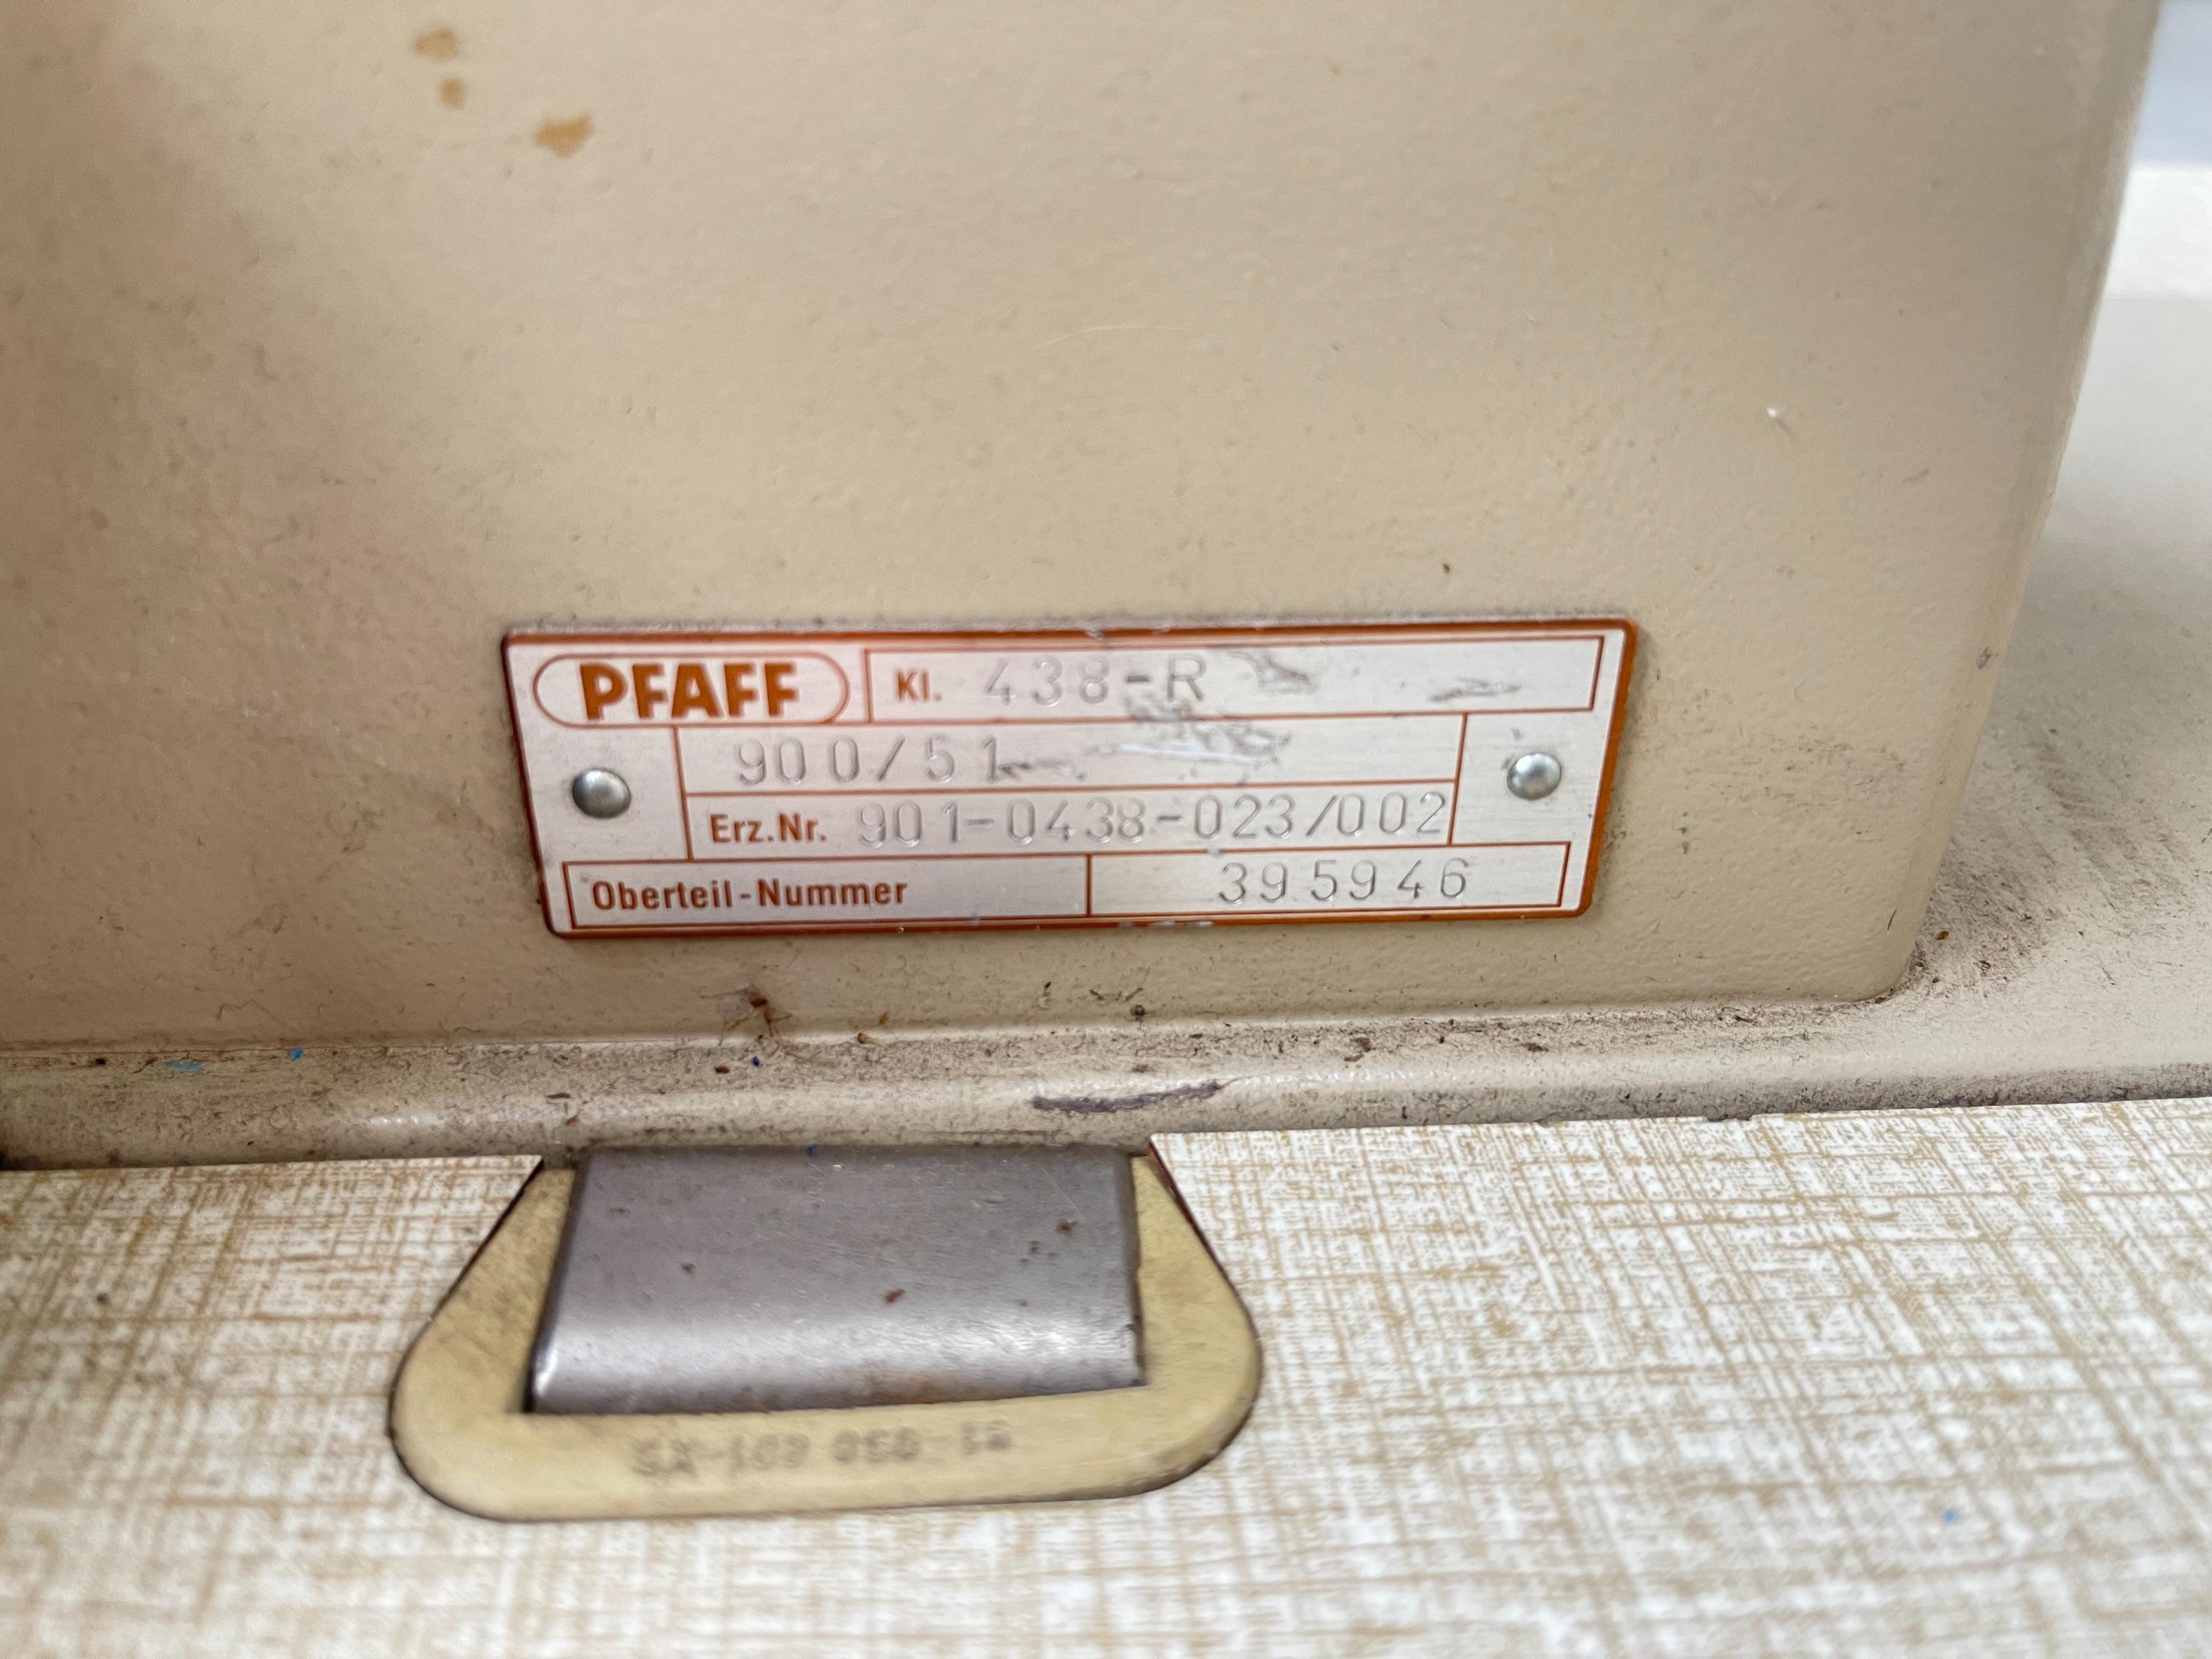 PFAFF Kl. 438-R
900/51
Erz.Nr. 901-0438-023/002
Oberteil-Nummer 395946